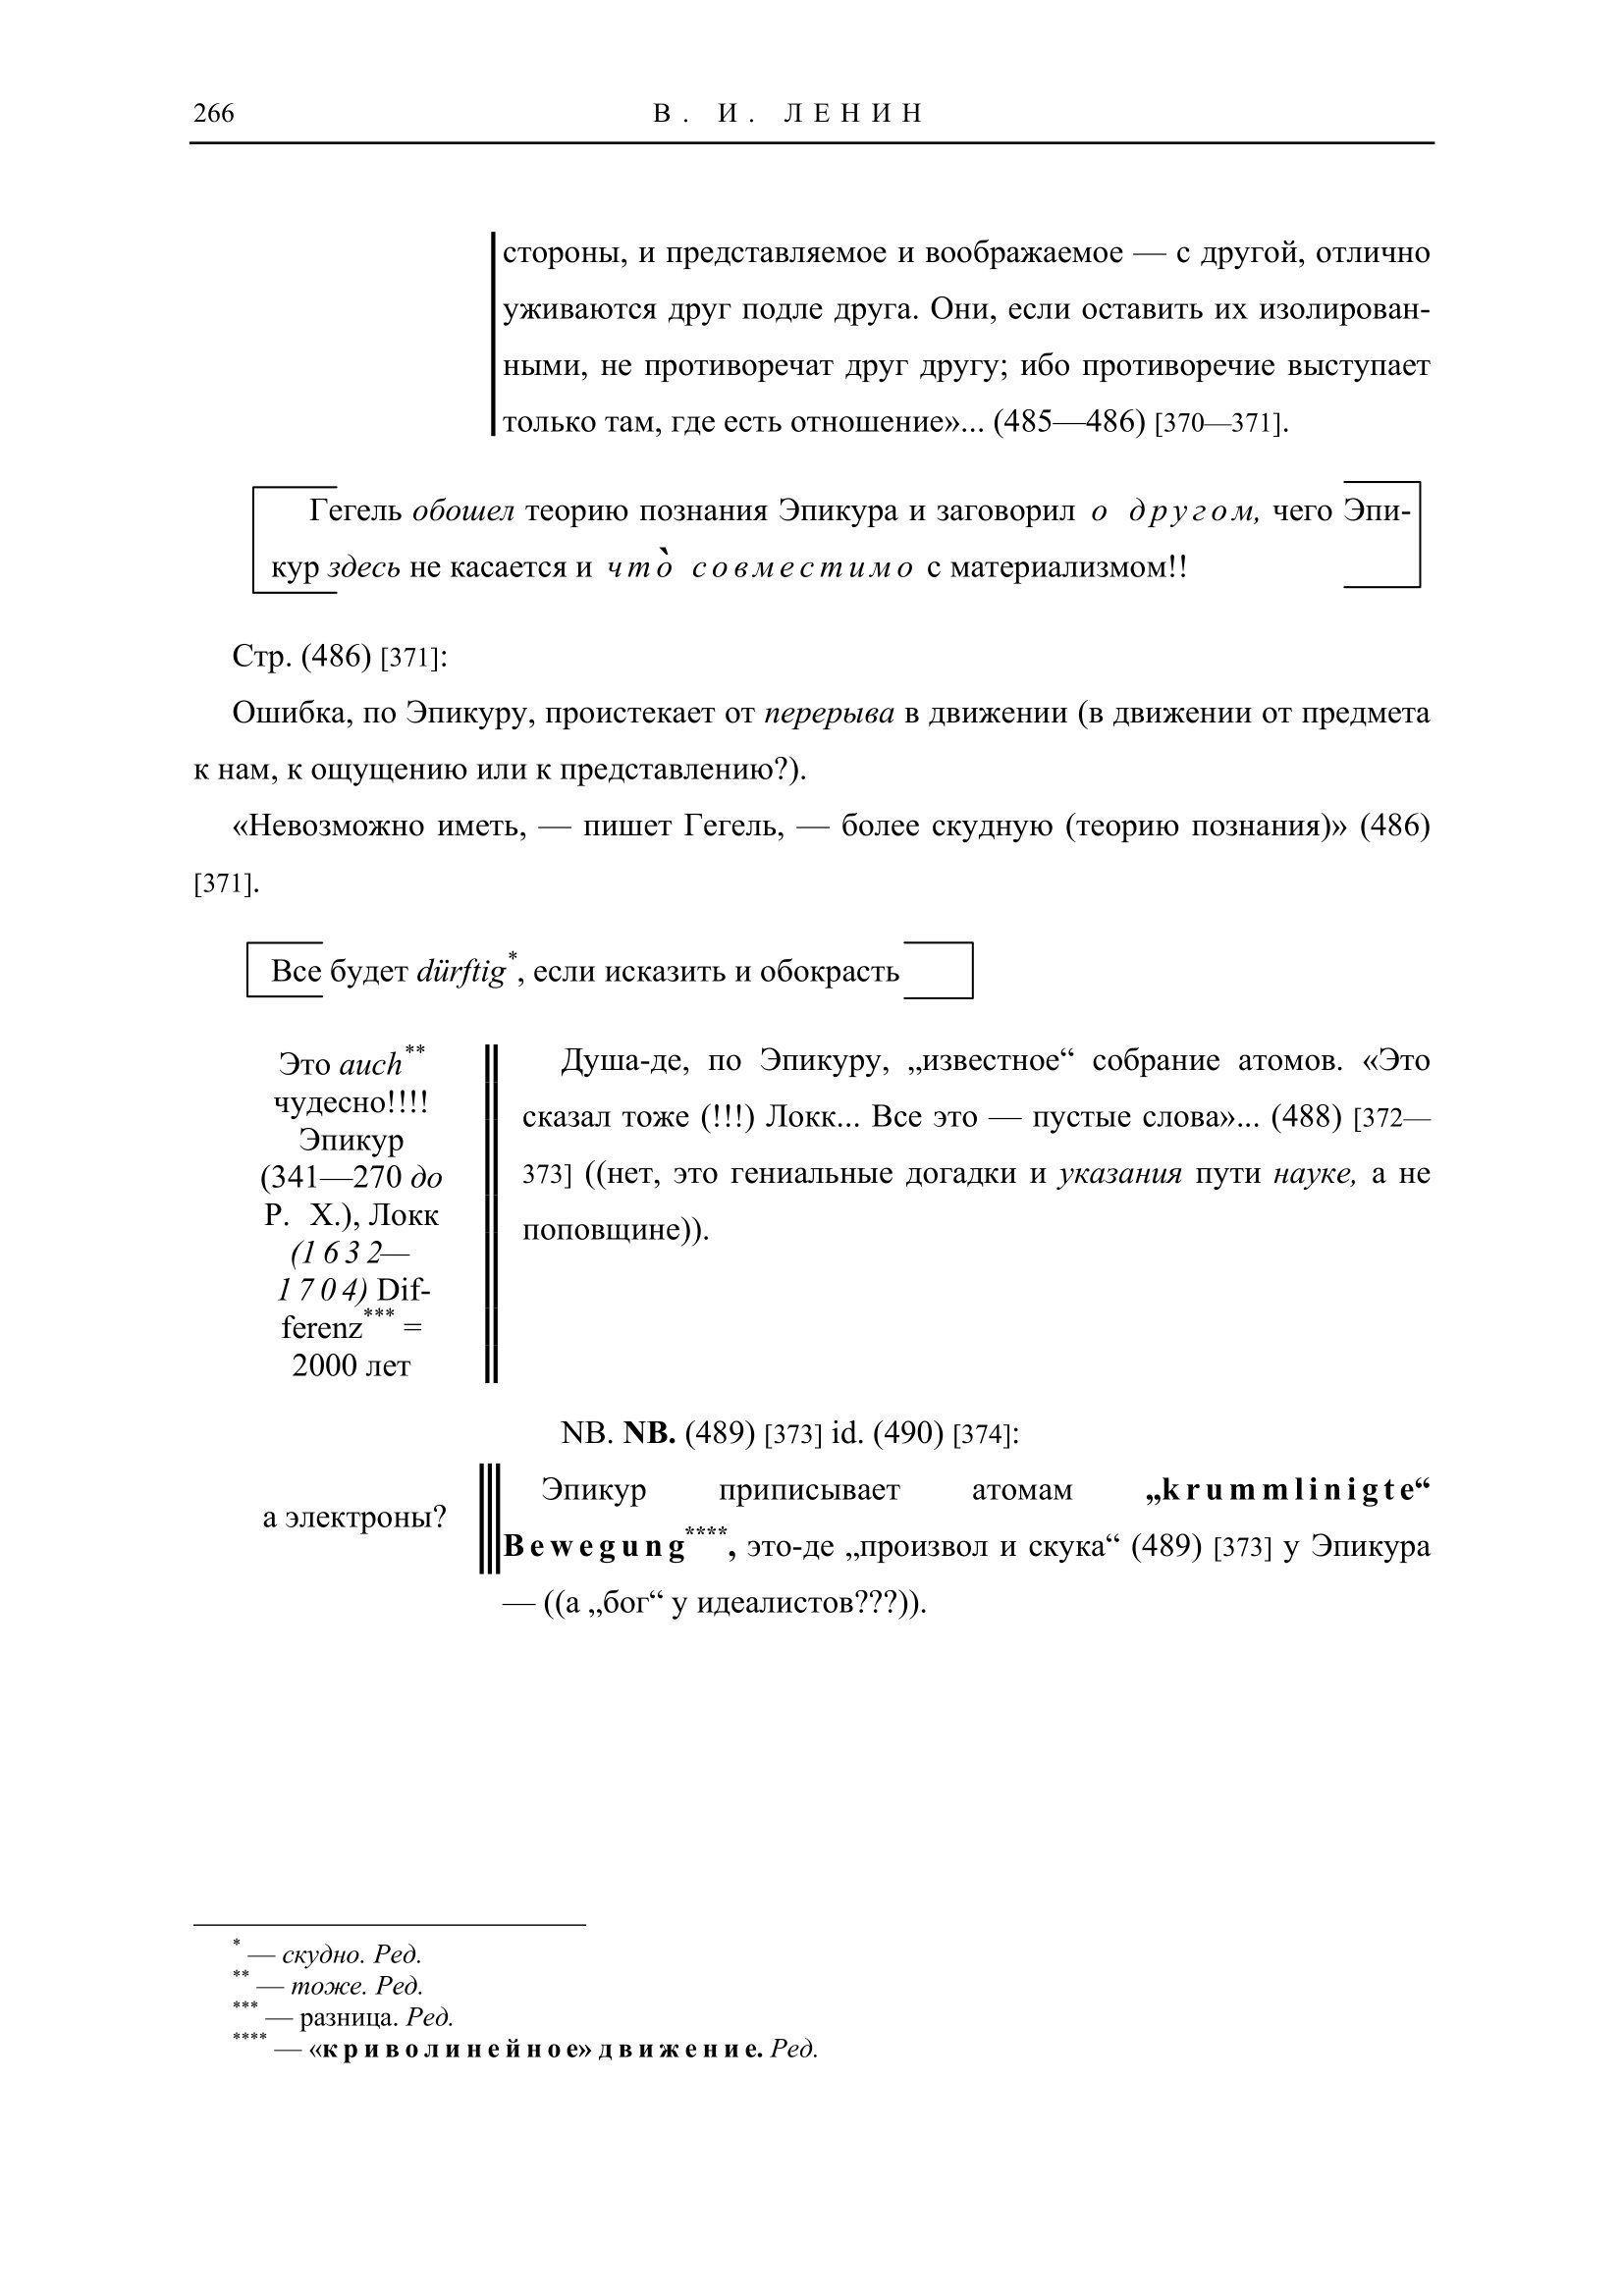 266
В. И. ЛЕНИН
стороны, и представляемое и воображаемое — с другой, отлично
уживаются друг подле друга. Они, если оставить их изолирован-
ными, не противоречат друг другу; ибо противоречие выступает
только там, где есть отношение»... (485—486) [370—371].
Гегель обошел теорию познания Эпикура и заговорил о другом, чего Эпи-
кур здесь не касается и что̀ совместимо с материализмом!!
Стр. (486) [371]:
Ошибка, по Эпикуру, проистекает от перерыва в движении (в движении от предмета
к нам, к ощущению или к представлению?).
«Невозможно иметь, — пишет Гегель, — более скудную (теорию познания)» (486)
[371].
Все будет dürftig*, если исказить и обокрасть
Это auch**
чудесно!!!!
Эпикур
(341—270 до
Р. Х.), Локк
(1632—
1704) Dif-
ferenz*** =
2000 лет
Душа-де, по Эпикуру, „известное“ собрание атомов. «Это
сказал тоже (!!!) Локк... Все это — пустые слова»... (488) [372—
373] ((нет, это гениальные догадки и указания пути науке, а не
поповщине)).
NB. NB. (489) [373] id. (490) [374]:
а электроны?
Эпикур приписывает атомам „krummlinigte“
Bewegung****, это-де „произвол и скука“ (489) [373] у Эпикура
— ((а „бог“ у идеалистов???)).
* — скудно. Ред.
** — тоже. Ред.
*** — разница. Ред.
**** — «криволинейное» движение. Ред.